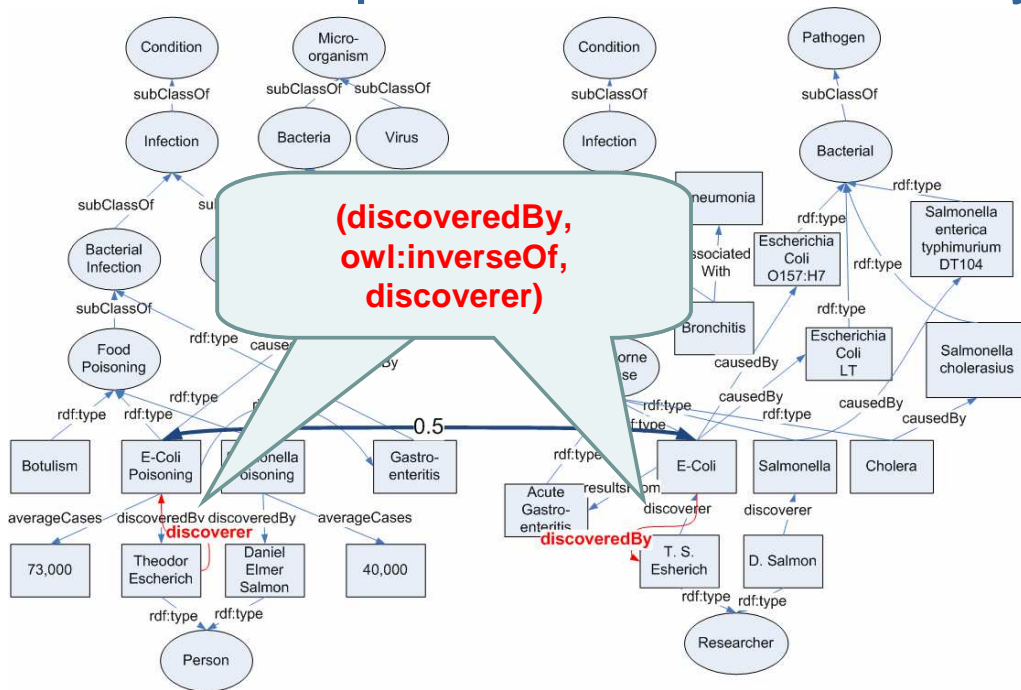 Condition
Micro-
organism
Condition
Pathogen
subClassOf
subClassOf
subClassOf
subClassOf
subClassOf
Infection
Bacteria
Virus
Infection
Bacterial
subClassOf
rdf:type
rdf:type
(discoveredBy,
owl:inverseOf,
discoverer)
Bacterial
Infection
Escherichia
Coli
O157:H7
Salmonella
enterica
typhimurium
DT104
With
rdf:type
subClassOf
rdf:type
rdf:type
Bronchitis
Food
Poisoning
Escherichia
Coli
LT
Salmonella
cholerasius
causedBy
rdf:type
rdf:type
causedBy
rdf:type
rdf:type
causedBy
causedBy
0.5
Botulism
E-Coli
Poisoning
Gastro-
enteritis
rdf:type
E-Coli
Salmonella
Cholera
Acute
Gastro-
enteritis
averageCases
discoveredBy
discoveredBy
averageCases
discoverer
discoverer
discoverer
discoveredBy
73,000
Theodor
Escherich
Daniel
Elmer
Salmon
40,000
T. S.
Esherich
D. Salmon
rdf:type
rdf:type
rdf:type
rdf:type
Person
Researcher